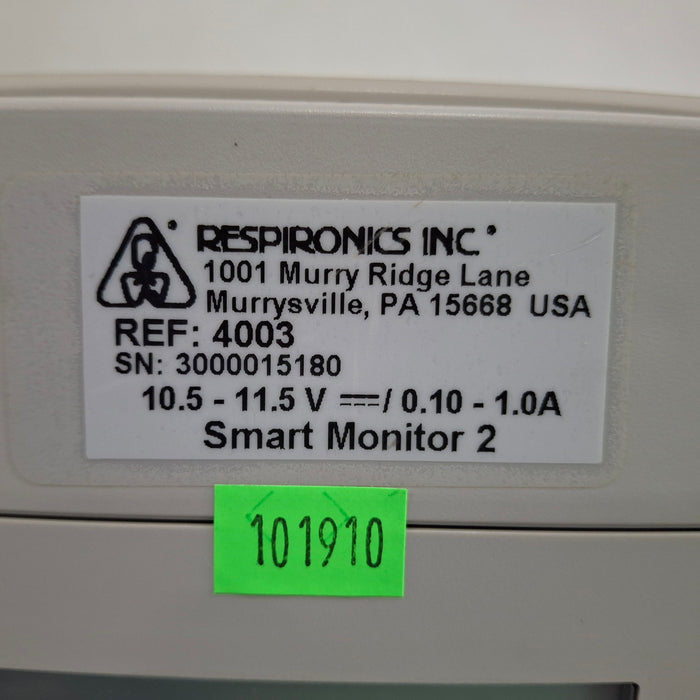 RESPIRONICS INC.
1001 Murry Ridge Lane
Murrysville, PA 15668 USA
REF: 4003
SN: 3000015180
10.5 - 11.5 V ⎓/ 0.10 - 1.0A
Smart Monitor 2
101910